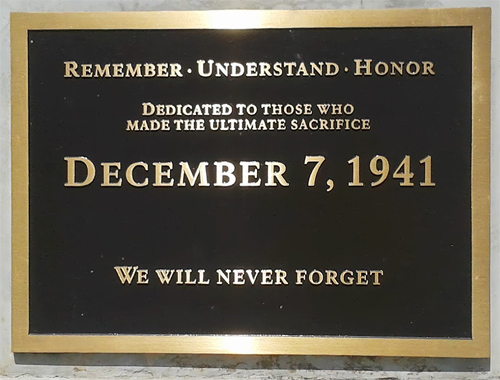 REMEMBER · UNDERSTAND · HONOR
DEDICATED TO THOSE WHO
MADE THE ULTIMATE SACRIFICE
DECEMBER 7, 1941
WE WILL NEVER FORGET